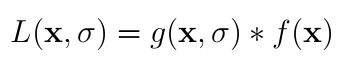 L(x, σ) = g(x, σ) * f(x)